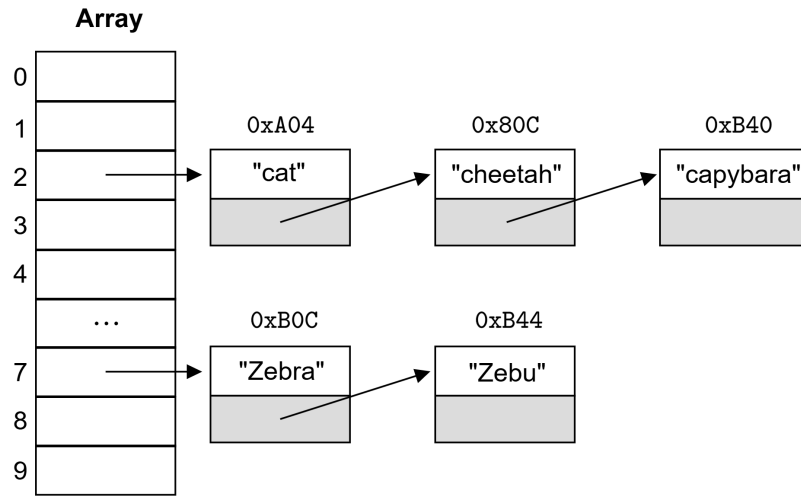 Array
0
1
0xA04
0x80C
0xB40
2
"cat"
"cheetah"
"capybara"
3
4
...
0xB0C
0xB44
7
"Zebra"
"Zebu"
8
9